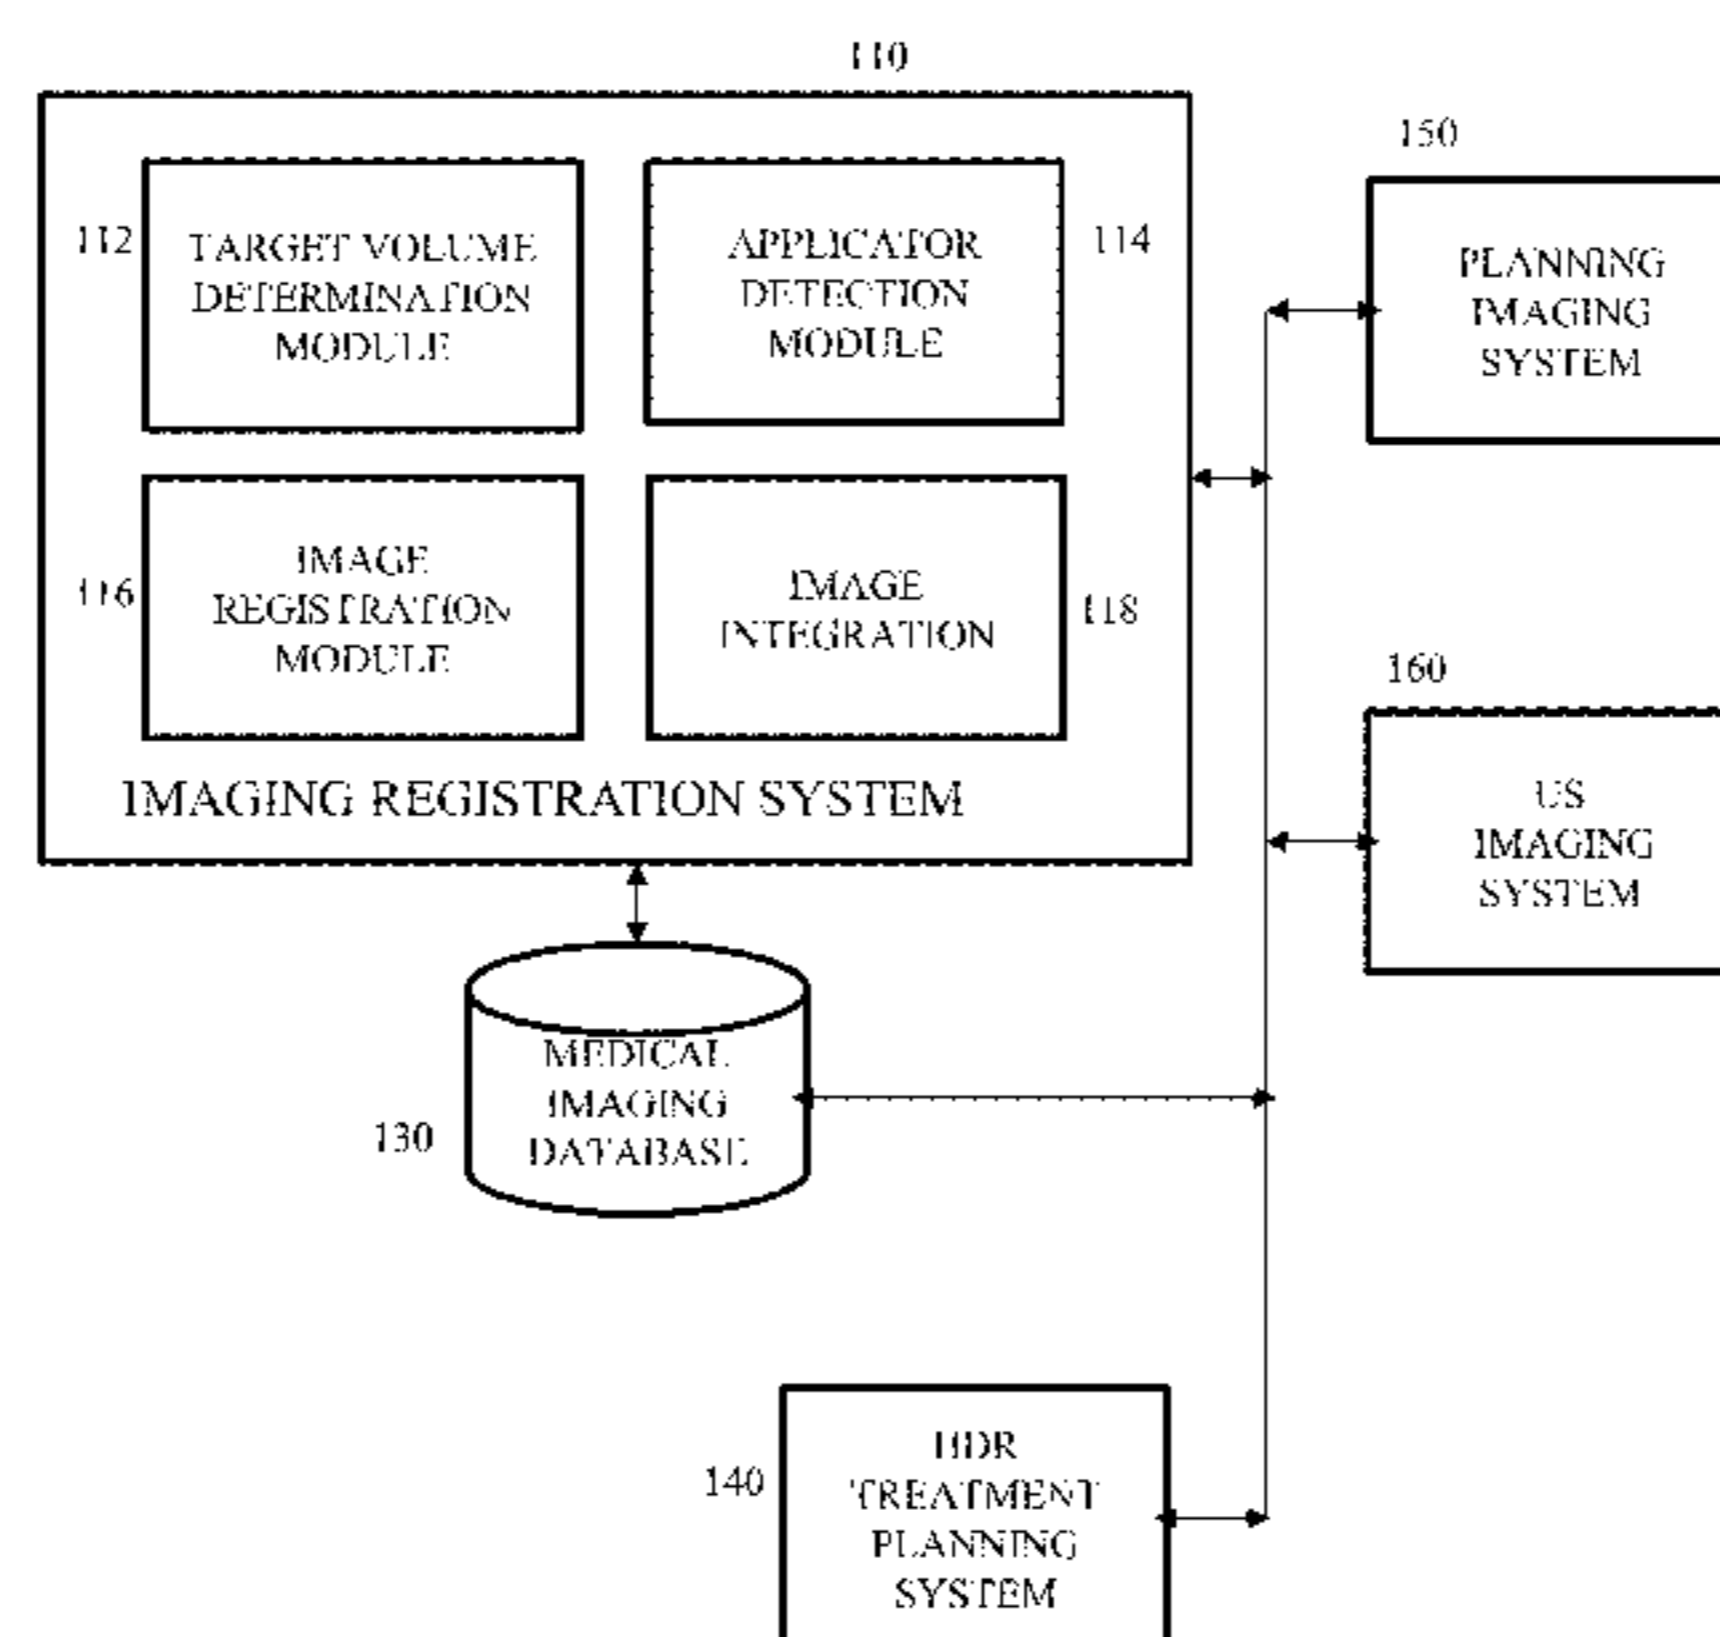 110
150
112
TARGET VOLUME
DETERMINATION
MODULE
APPLICATOR
DETECTION
MODULE
114
PLANNING
IMAGING
SYSTEM
116
IMAGE
REGISTRATION
MODULE
IMAGE
INTEGRATION
118
160
IMAGING REGISTRATION SYSTEM
US
IMAGING
SYSTEM
130
MEDICAL
IMAGING
DATABASE
140
HDR
TREATMENT
PLANNING
SYSTEM